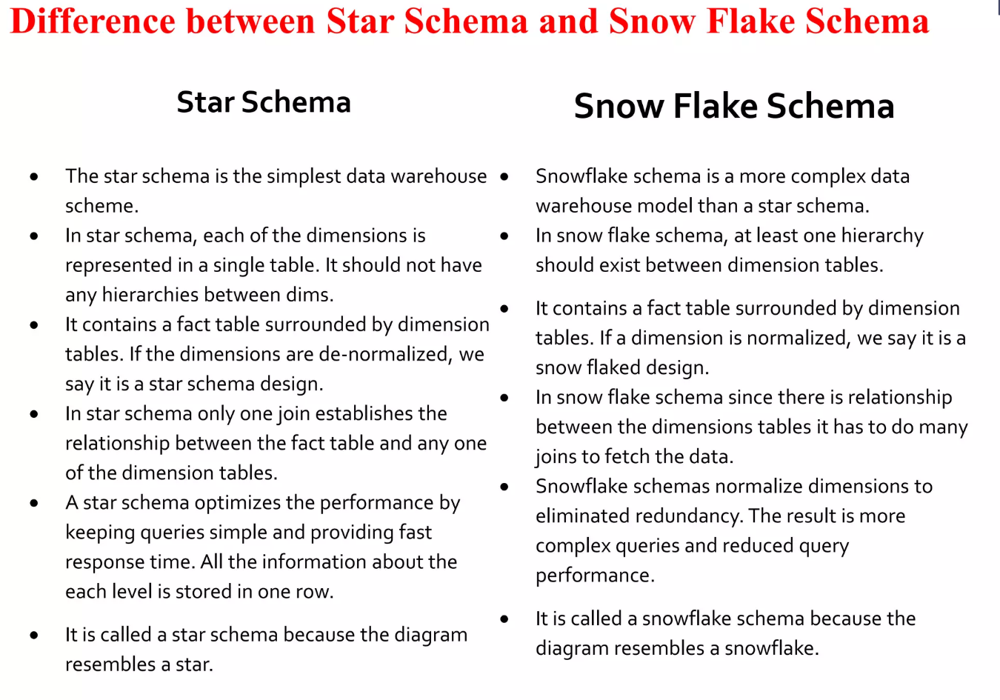 Difference between Star Schema and Snow Flake Schema
Star Schema
• The star schema is the simplest data warehouse
scheme.
• In star schema, each of the dimensions is
represented in a single table. It should not have
any hierarchies between dims.
• It contains a fact table surrounded by dimension
tables. If the dimensions are de-normalized, we
say it is a star schema design.
• In star schema only one join establishes the
relationship between the fact table and any one
of the dimension tables.
• A star schema optimizes the performance by
keeping queries simple and providing fast
response time. All the information about the
each level is stored in one row.
• It is called a star schema because the diagram
resembles a star.
Snow Flake Schema
• Snowflake schema is a more complex data
warehouse model than a star schema.
• In snow flake schema, at least one hierarchy
should exist between dimension tables.
• It contains a fact table surrounded by dimension
tables. If a dimension is normalized, we say it is a
snow flaked design.
• In snow flake schema since there is relationship
between the dimensions tables it has to do many
joins to fetch the data.
• Snowflake schemas normalize dimensions to
eliminated redundancy. The result is more
complex queries and reduced query
performance.
• It is called a snowflake schema because the
diagram resembles a snowflake.